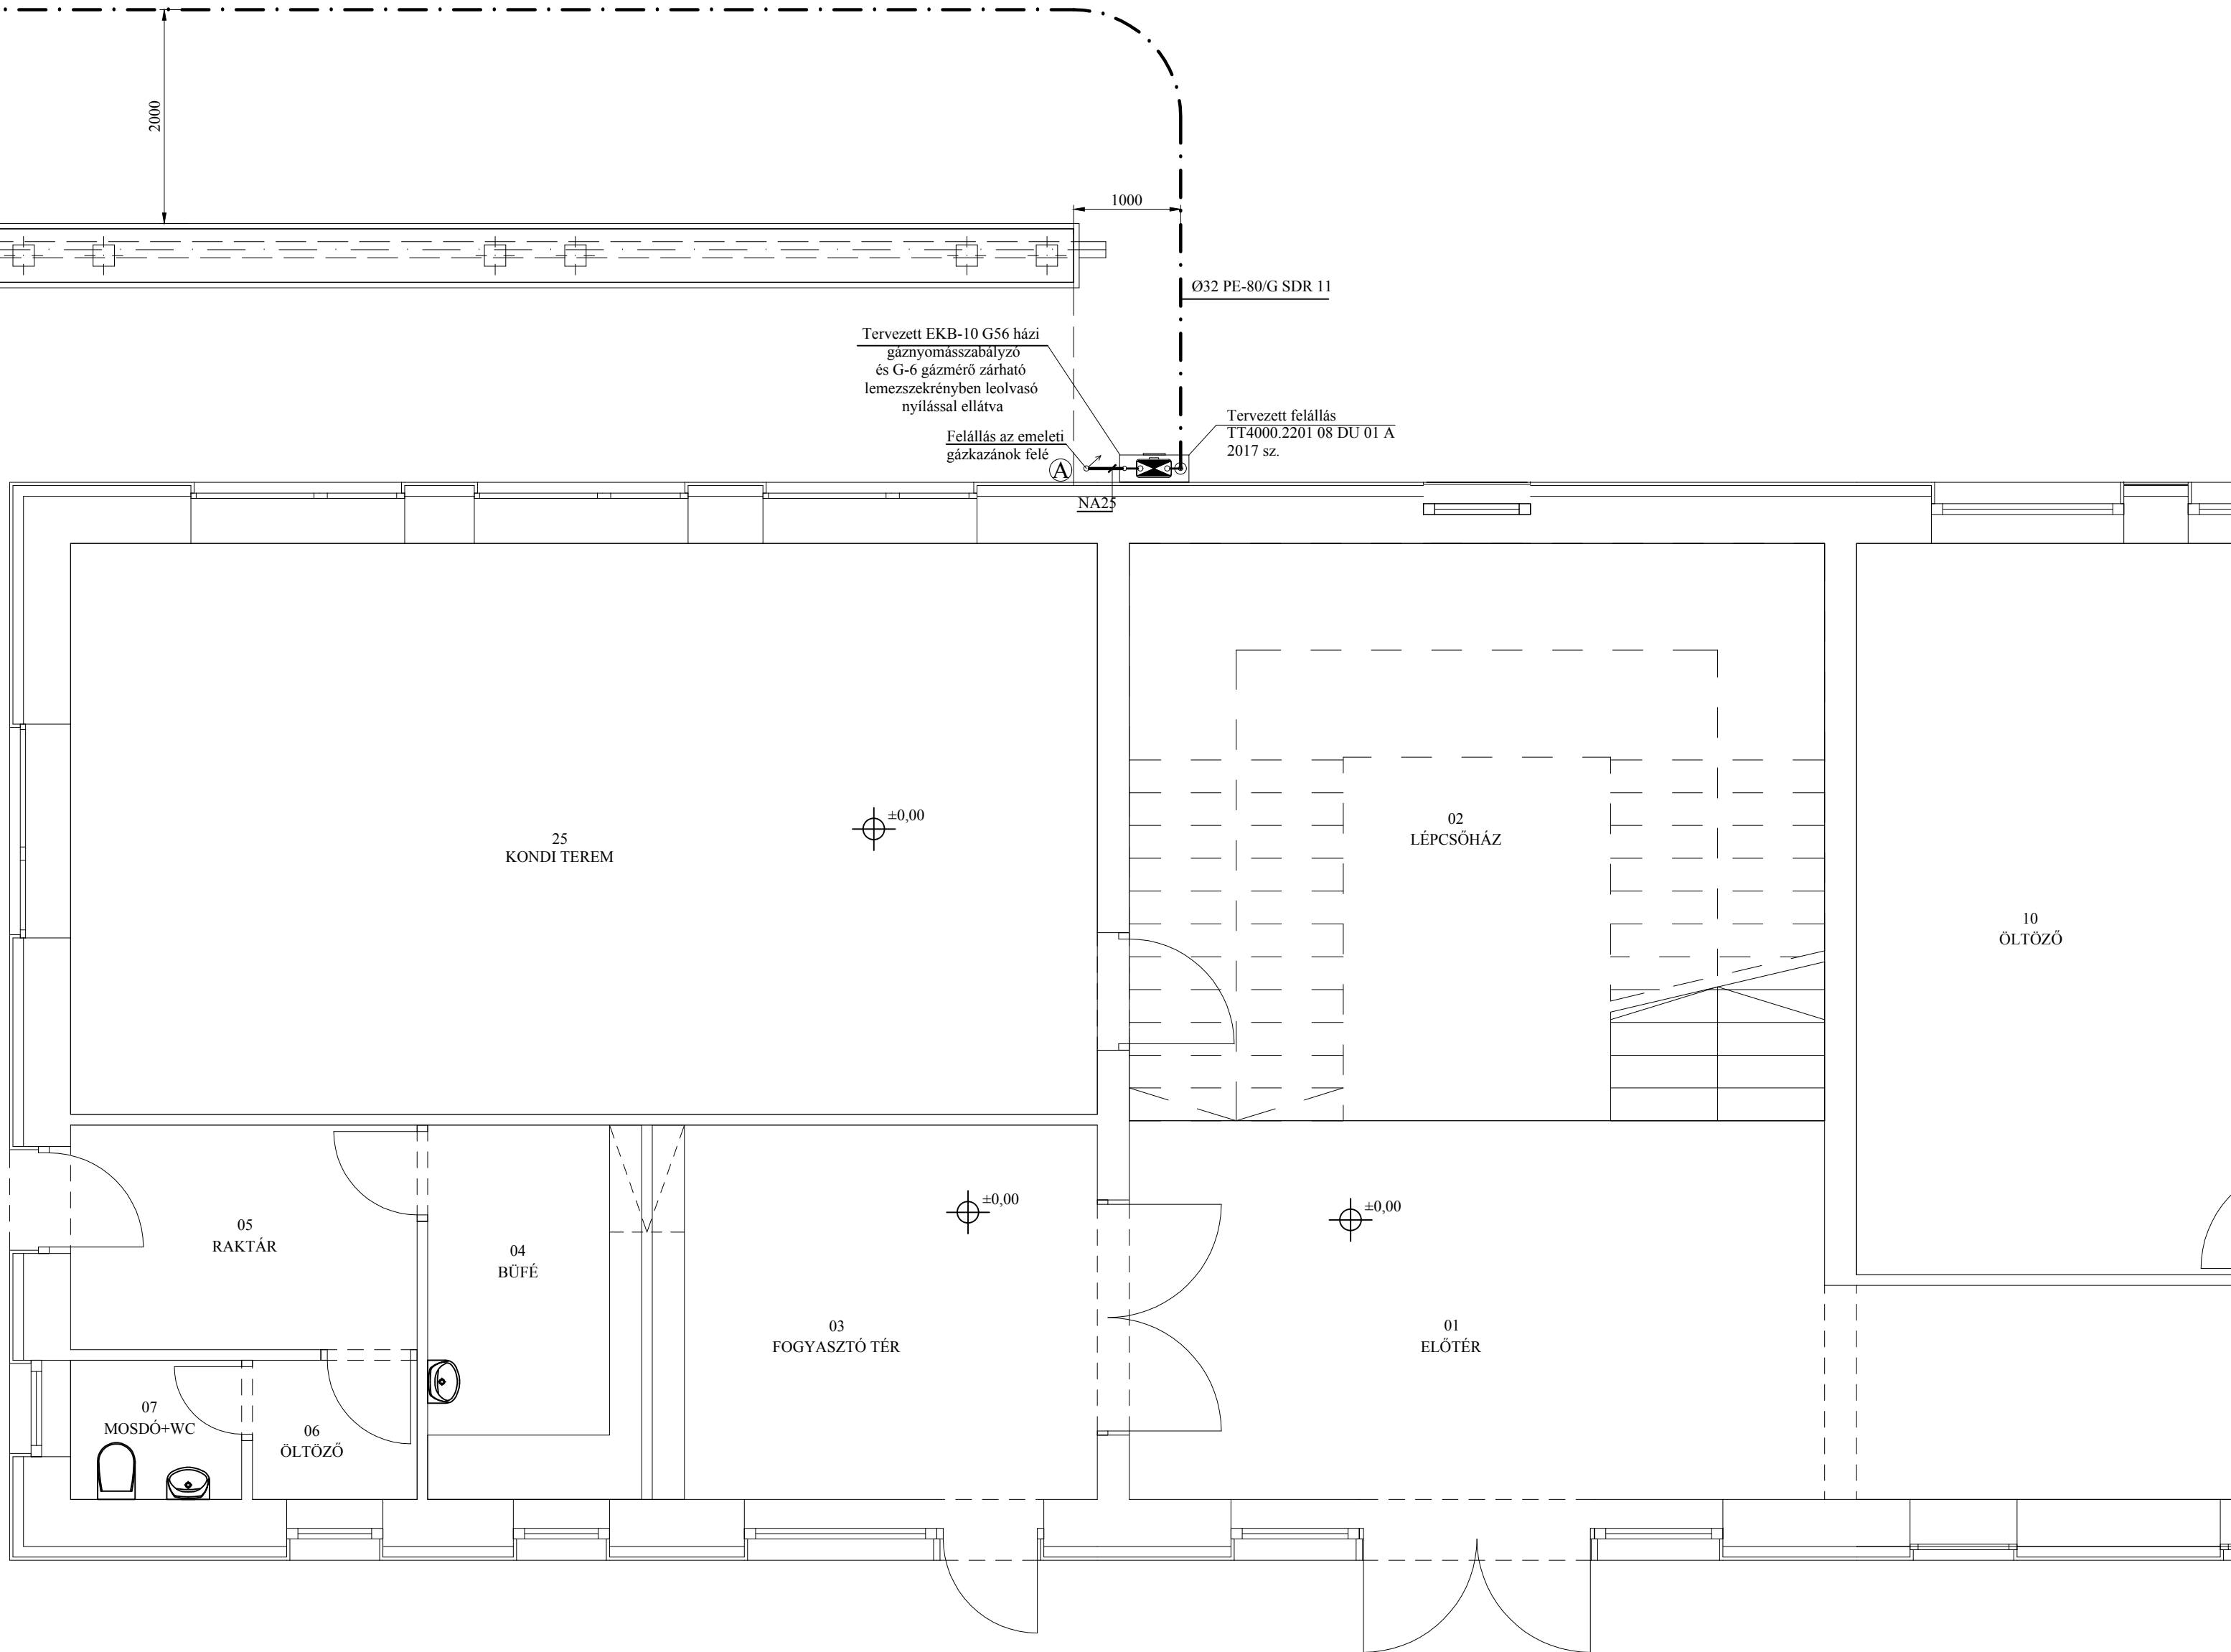 2000
1000
Ø32 PE-80/G SDR 11
Tervezett EKB-10 G56 házi
gáznyomásszabályzó
és G-6 gázmérő zárható
lemezszekrényben leolvasó
nyílással ellátva
Tervezett felállás
TT4000.2201 08 DU 01 A
2017 sz.
Felállás az emeleti
gázkazánok felé
A
NA25
±0,00
25
KONDI TEREM
02
LÉPCSŐHÁZ
10
ÖLTÖZŐ
±0,00
±0,00
05
RAKTÁR
04
BÜFÉ
03
FOGYASZTÓ TÉR
01
ELŐTÉR
07
MOSDÓ+WC
06
ÖLTÖZŐ